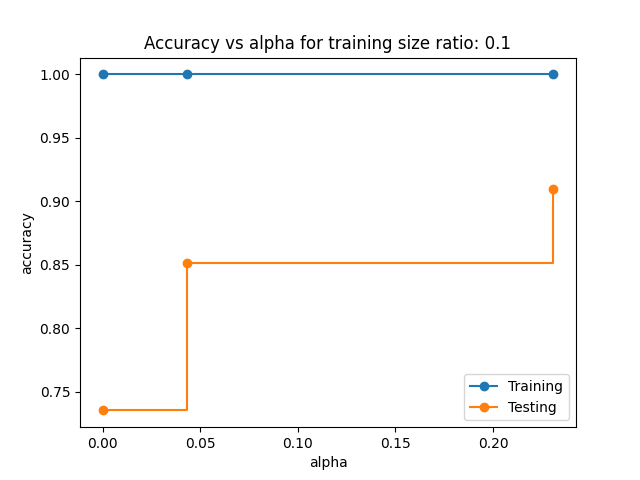 Accuracy vs alpha for training size ratio: 0.1
1.00
0.95
0.90
0.85
0.80
0.75
accuracy
0.00
0.05
0.10
0.15
0.20
alpha
Training
Testing